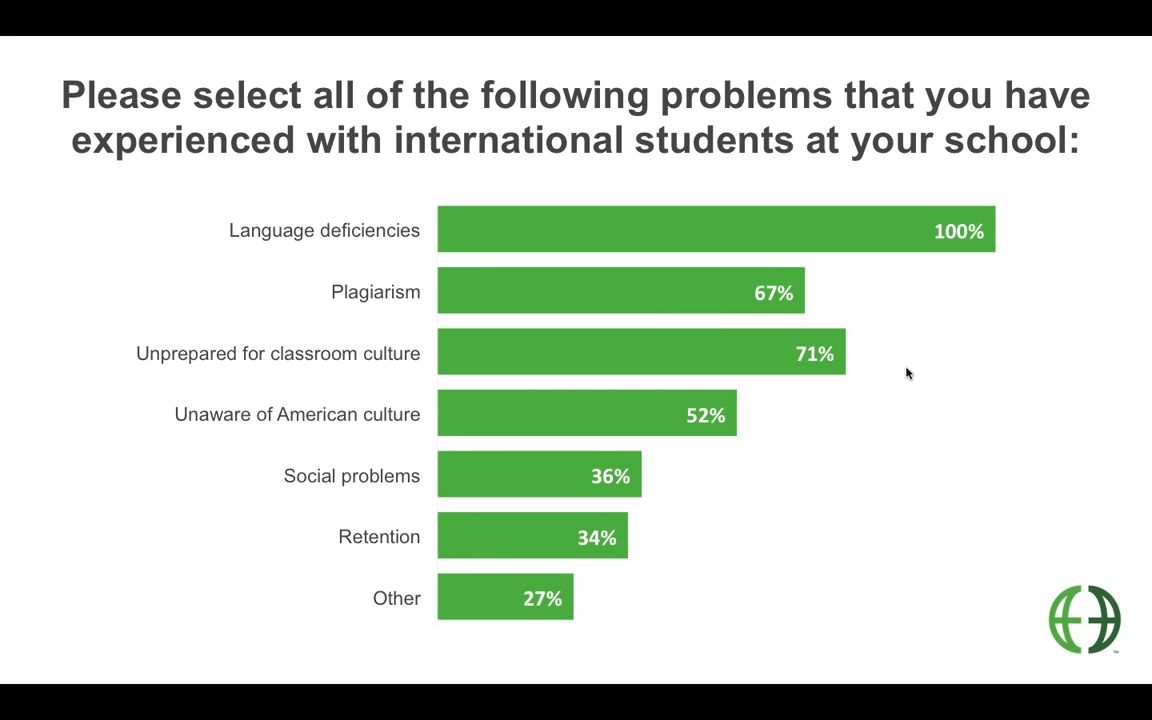 Please select all of the following problems that you have
experienced with international students at your school:
Language deficiencies 100%
Plagiarism 67%
Unprepared for classroom culture 71%
Unaware of American culture 52%
Social problems 36%
Retention 34%
Other 27%